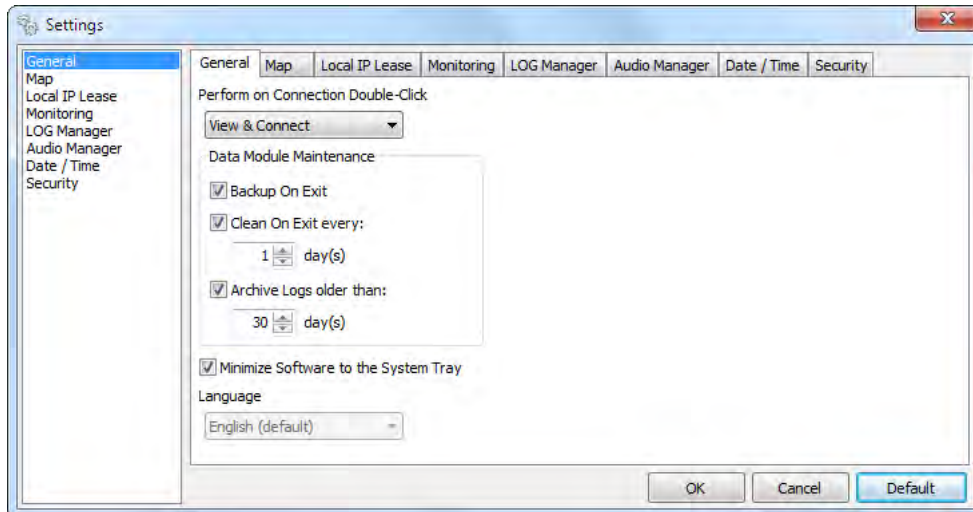 Settings
General
Map
Local IP Lease
Monitoring
LOG Manager
Audio Manager
Date / Time
Security
General Map Local IP Lease Monitoring LOG Manager Audio Manager Date / Time Security
Perform on Connection Double-Click
View & Connect
Data Module Maintenance
Backup On Exit
Clean On Exit every:
1 day(s)
Archive Logs older than:
30 day(s)
Minimize Software to the System Tray
Language
English (default)
OK Cancel Default